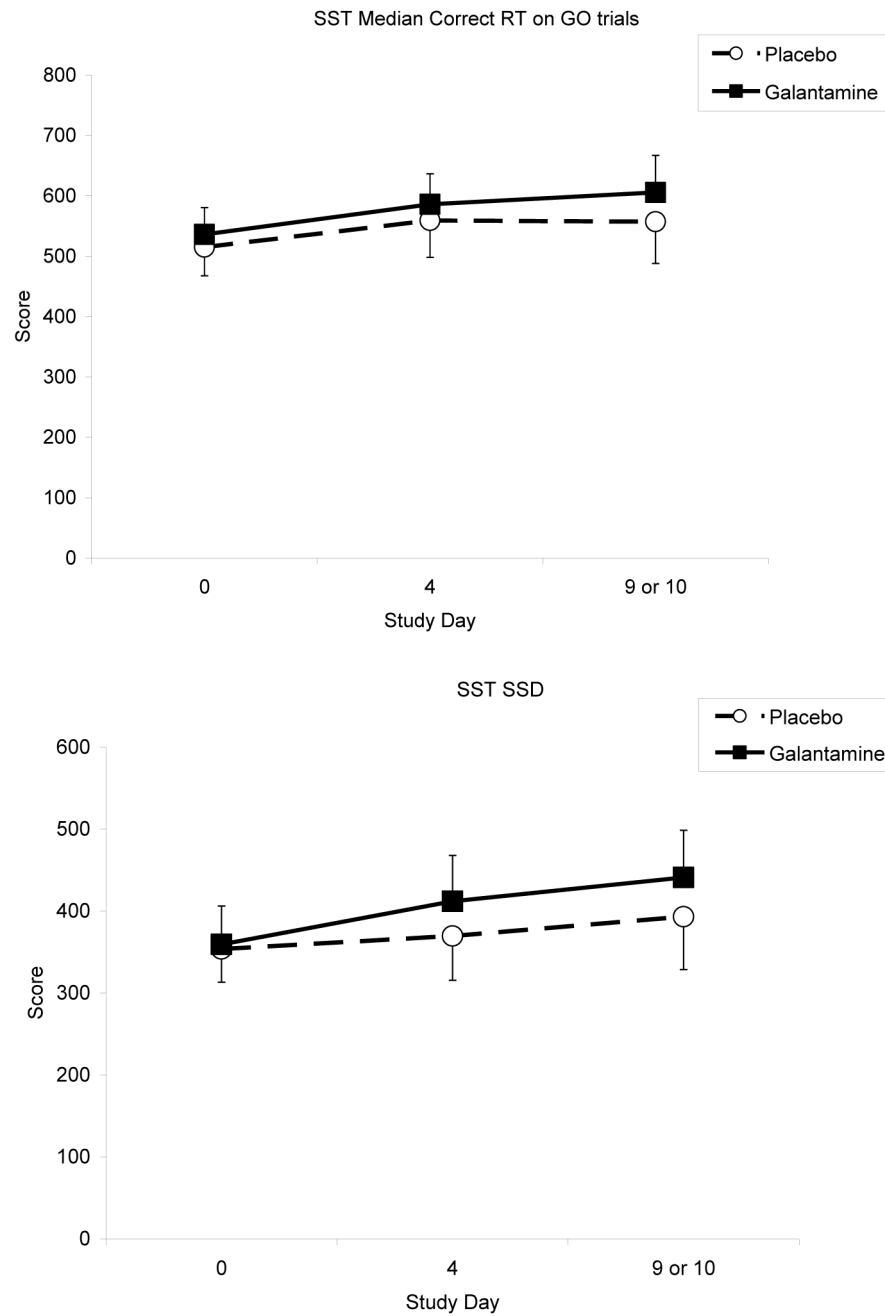 SST Median Correct RT on GO trials
Placebo
Galantamine
800
700
600
500
400
300
200
100
0
Score
0 4 9 or 10
Study Day
SST SSD
Placebo
Galantamine
600
500
400
300
200
100
0
Score
0 4 9 or 10
Study Day